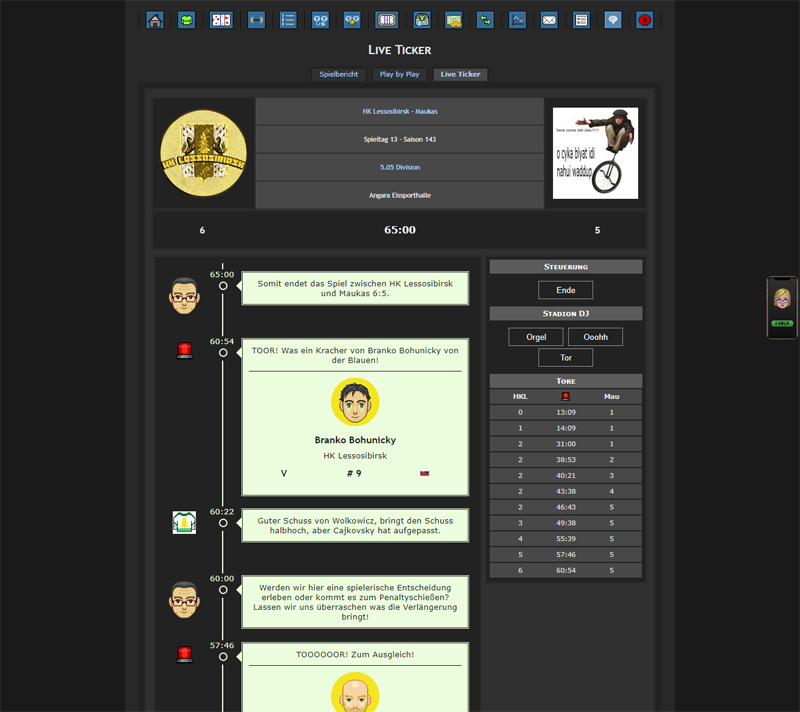 Live Ticker
Spielbericht
Play by Play
Live Ticker
HK LESSOSIBIRSK
HK Lessosibirsk - Maukas
Spieltag 13 - Saison 143
5.05 Division
Angara Eissporthalle
o cyka blyat idi
nahui waddup
6
65:00
5
65:00
Somit endet das Spiel zwischen HK Lessosibirsk
und Maukas 6:5.
60:54
TOOR! Was ein Kracher von Branko Bohunicky von
der Blauen!
Branko Bohunicky
HK Lessosibirsk
V
# 9
60:22
Guter Schuss von Wolkowicz, bringt den Schuss
halbhoch, aber Cajkovsky hat aufgepasst.
60:00
Werden wir hier eine spielerische Entscheidung
erleben oder kommt es zum Penaltyschießen?
Lassen wir uns überraschen was die Verlängerung
bringt!
57:46
TOOOOOOR! Zum Ausgleich!
Steuerung
Ende
Stadion DJ
Orgel
Ooohh
Tor
Tore
HKL Mau
0 13:09 1
1 14:09 1
2 31:00 1
2 38:53 2
2 40:21 3
2 43:38 4
2 46:43 5
3 49:38 5
4 55:39 5
5 57:46 5
6 60:54 5